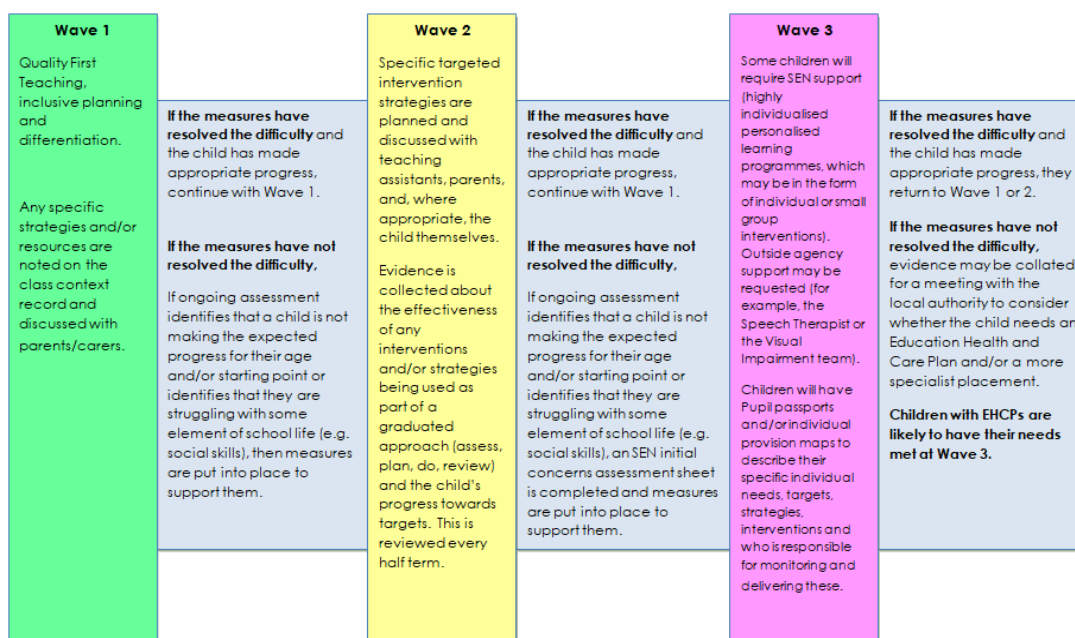 Wave 1
Quality First
Teaching,
inclusive planning
and
differentiation.
Any specific
strategies and/or
resources are
noted on the
class context
record and
discussed with
parents/carers.
If the measures have
resolved the difficulty and
the child has made
appropriate progress,
continue with Wave 1.
If the measures have not
resolved the difficulty,
If ongoing assessment
identifies that a child is not
making the expected
progress for their age
and/or starting point or
identifies that they are
struggling with some
element of school life (e.g.
social skills), then measures
are put into place to
support them.
Wave 2
Specific targeted
intervention
strategies are
planned and
discussed with
teaching
assistants, parents,
and, where
appropriate, the
child themselves.
Evidence is
collected about
the effectiveness
of any
interventions
and/or strategies
being used as
part of a
graduated
approach (assess,
plan, do, review)
and the child's
progress towards
targets. This is
reviewed every
half term.
If the measures have
resolved the difficulty and
the child has made
appropriate progress,
continue with Wave 1.
If the measures have not
resolved the difficulty,
If ongoing assessment
identifies that a child is not
making the expected
progress for their age
and/or starting point or
identifies that they are
struggling with some
element of school life (e.g.
social skills), an SEN initial
concerns assessment sheet
is completed and measures
are put into place to
support them.
Wave 3
Some children will
require SEN support
(highly
individualised
personalised
learning
programmes, which
may be in the form
of individual or small
group
interventions).
Outside agency
support may be
requested (for
example, the
Speech Therapist or
the Visual
Impairment team).
Children will have
Pupil passports
and/or individual
provision maps to
describe their
specific individual
needs, targets,
strategies,
interventions and
who is responsible
for monitoring and
delivering these.
If the measures have
resolved the difficulty and
the child has made
appropriate progress, they
return to Wave 1 or 2.
If the measures have not
resolved the difficulty,
evidence may be collated
for a meeting with the
local authority to consider
whether the child needs an
Education Health and
Care Plan and/or a more
specialist placement.
Children with EHCPs are
likely to have their needs
met at Wave 3.